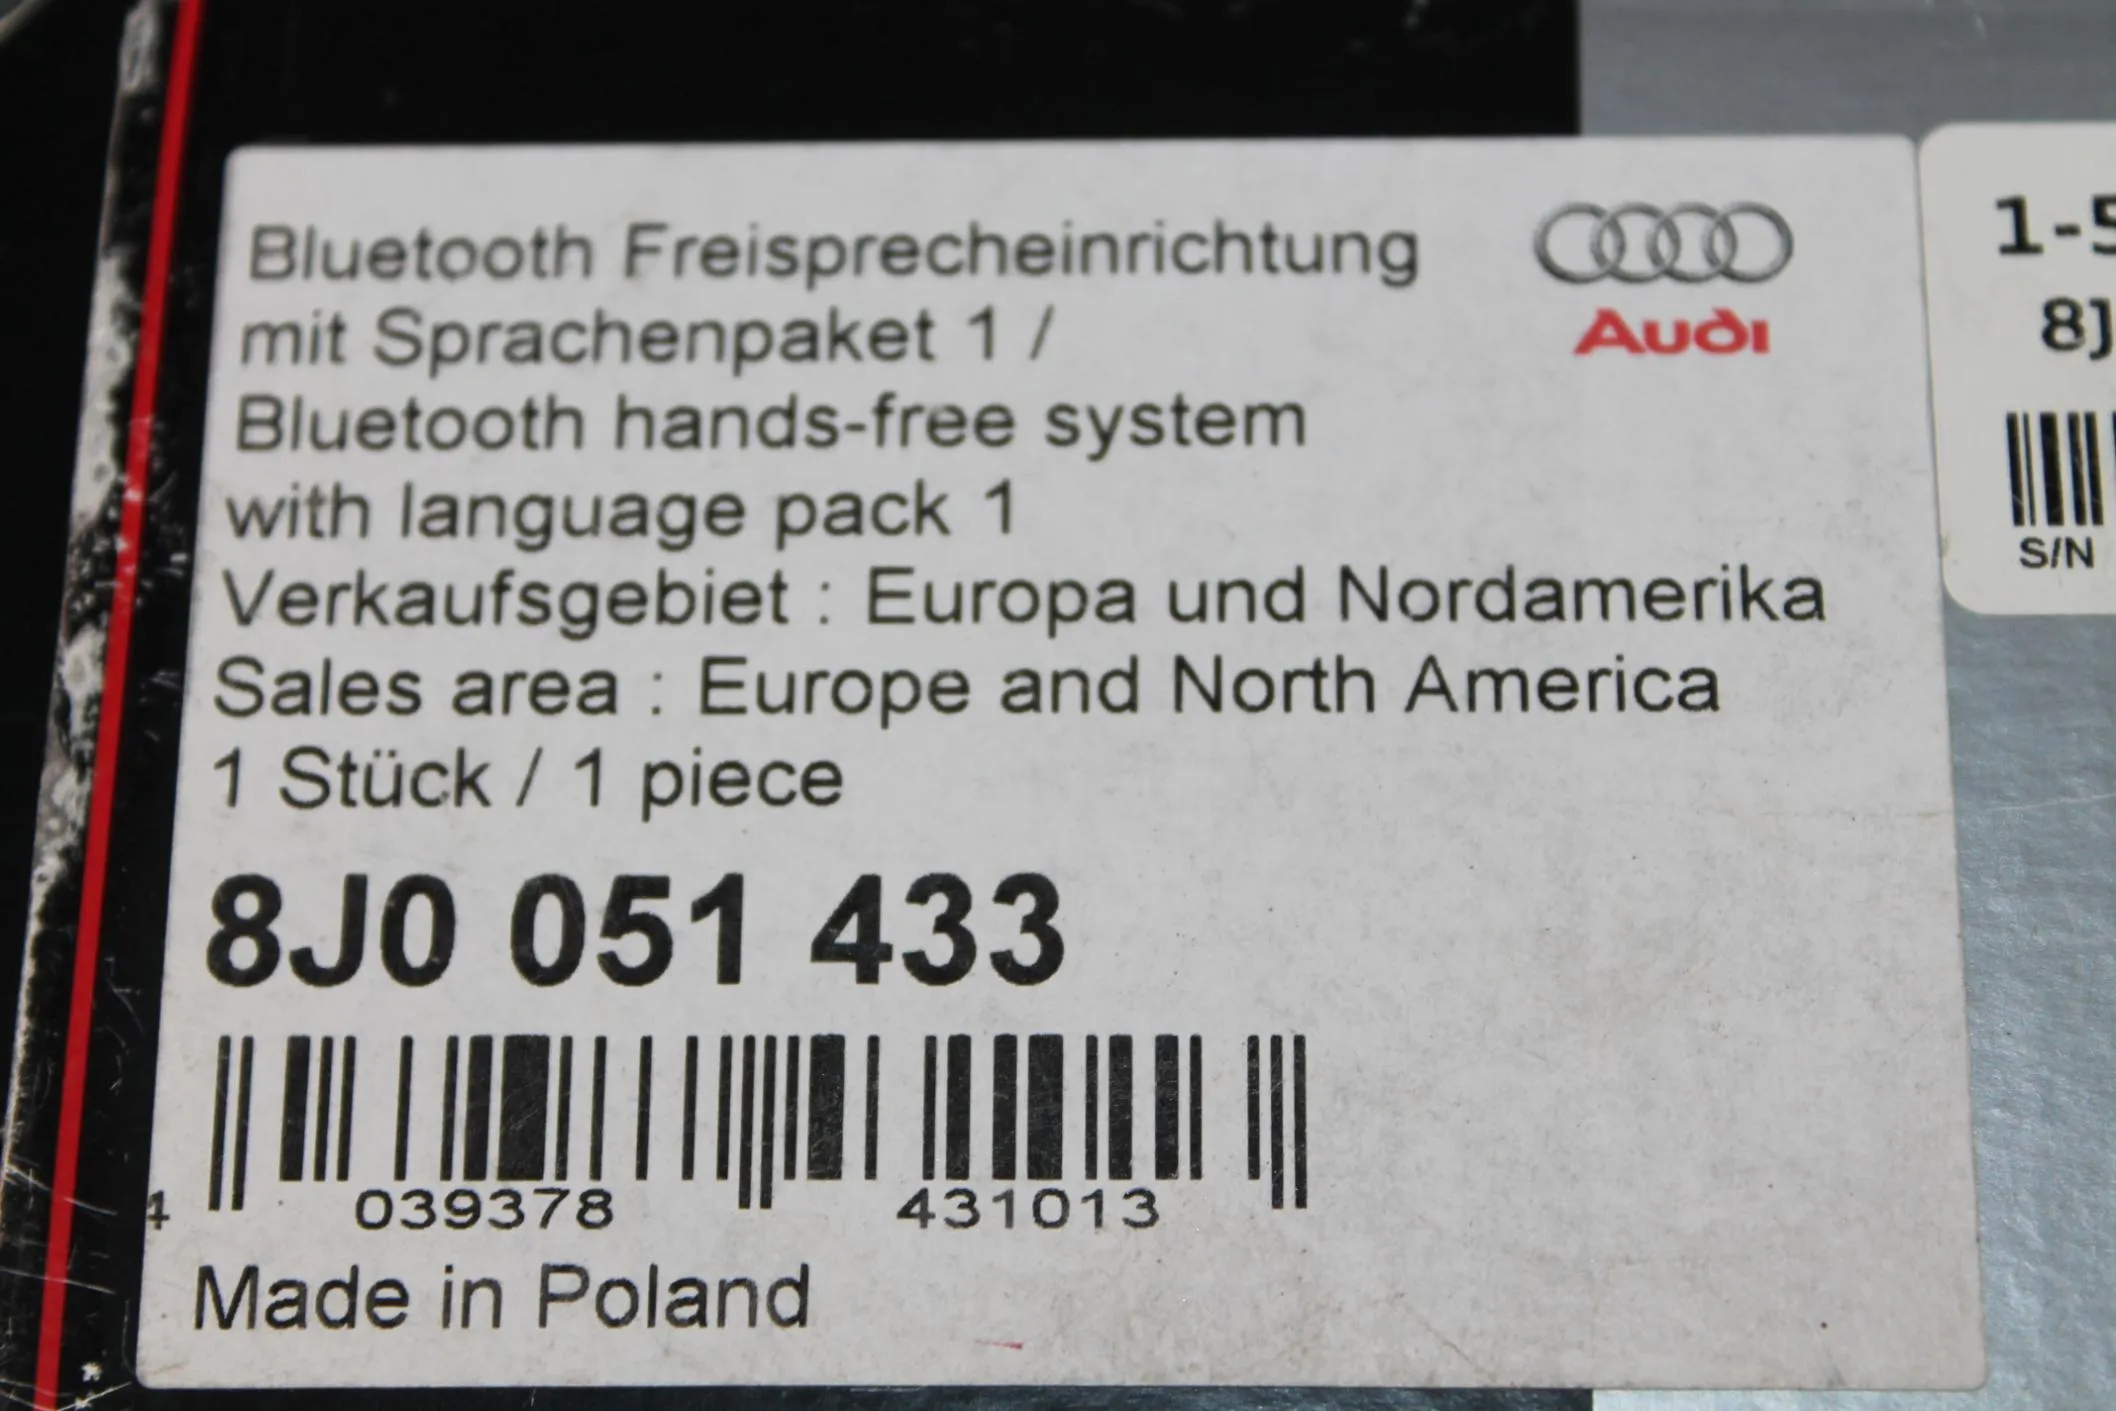 Bluetooth Freisprecheinrichtung
mit Sprachenpaket 1 /
Bluetooth hands-free system
with language pack 1
Verkaufsgebiet : Europa und Nordamerika
Sales area : Europe and North America
1 Stück / 1 piece
Audi
8J0 051 433
4 039378 431013
Made in Poland
1-5
8J
S/N